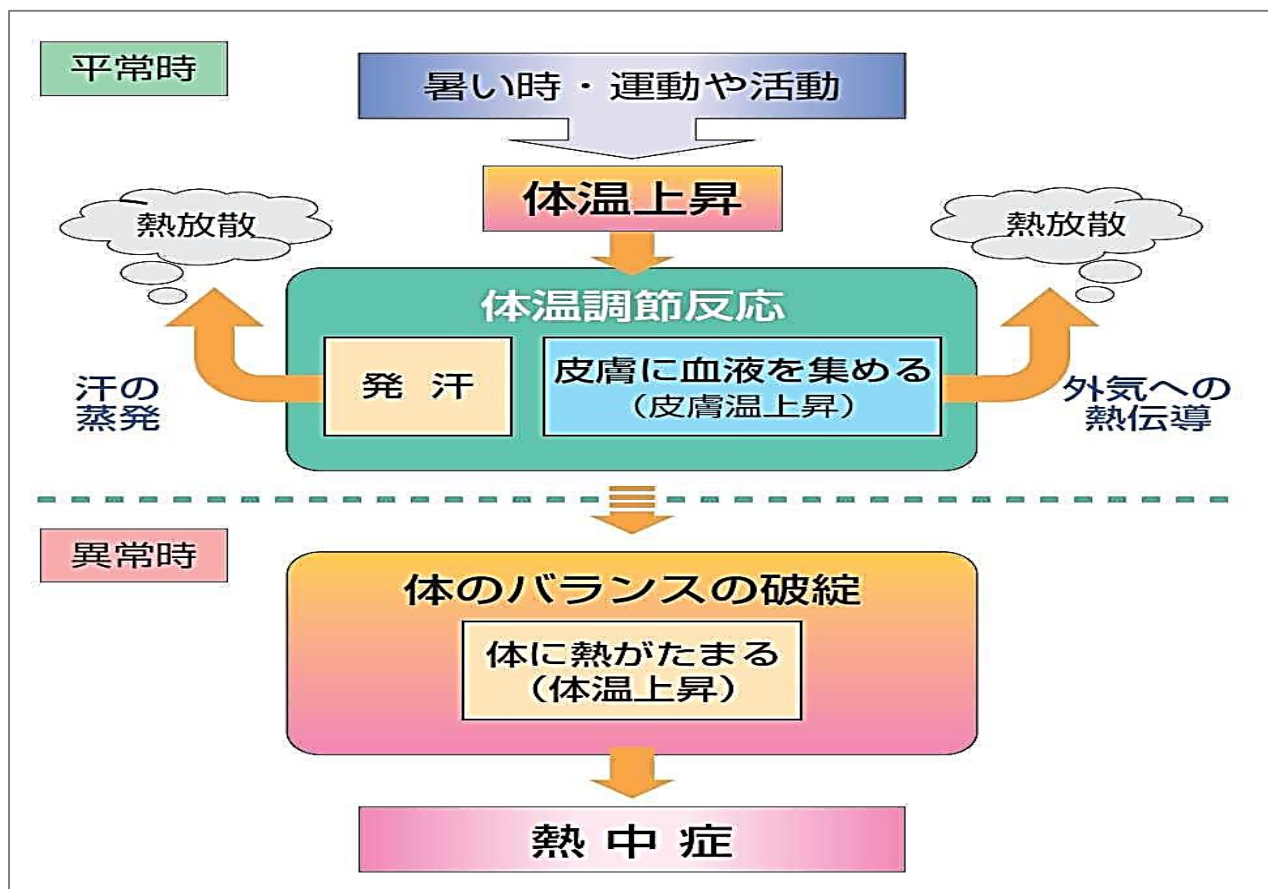 平常時
暑い時・運動や活動
体温上昇
熱放散
熱放散
体温調節反応
発 汗
皮膚に血液を集める
（皮膚温上昇）
汗の
蒸発
外気への
熱伝導
異常時
体のバランスの破綻
体に熱がたまる
（体温上昇）
熱 中 症